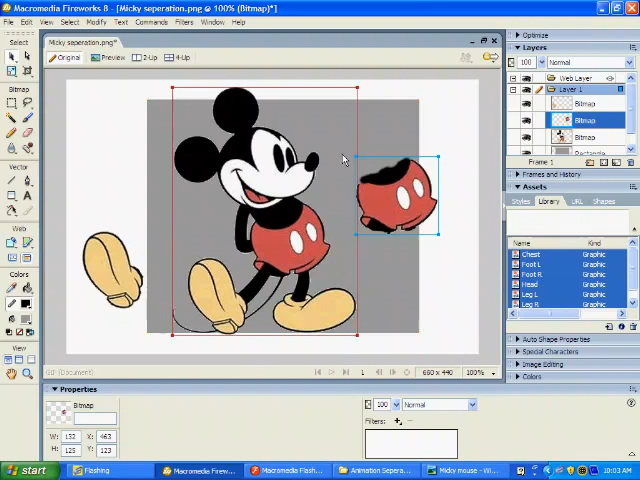 Macromedia Fireworks 8 - [Micky seperation.png @ 100% (Bitmap*)]
File Edit View Select Modify Text Commands Filters Window Help
Select
Bitmap
Vector
Web
Colors
View
Micky seperation.png*
Original Preview 2-Up 4-Up
(Document)
1 660 x 440 100%
Optimize
Layers
100 Normal
Web Layer
Layer 1
Bitmap
Bitmap
Bitmap
Rectangle
Frame 1
Frames and History
Assets
Styles Library URL Shapes
Name Kind
Chest Graphic
Foot L Graphic
Foot R Graphic
Head Graphic
Leg L Graphic
Leg R Graphic
Auto Shape Properties
Special Characters
Image Editing
Colors
Properties
Bitmap
W: 132 X: 463
H: 125 Y: 123
100 Normal
Filters:
start Flashing Macromedia Firew... Macromedia Flash... Animation Sepera... Micky mouse - Wi... 10:03 AM